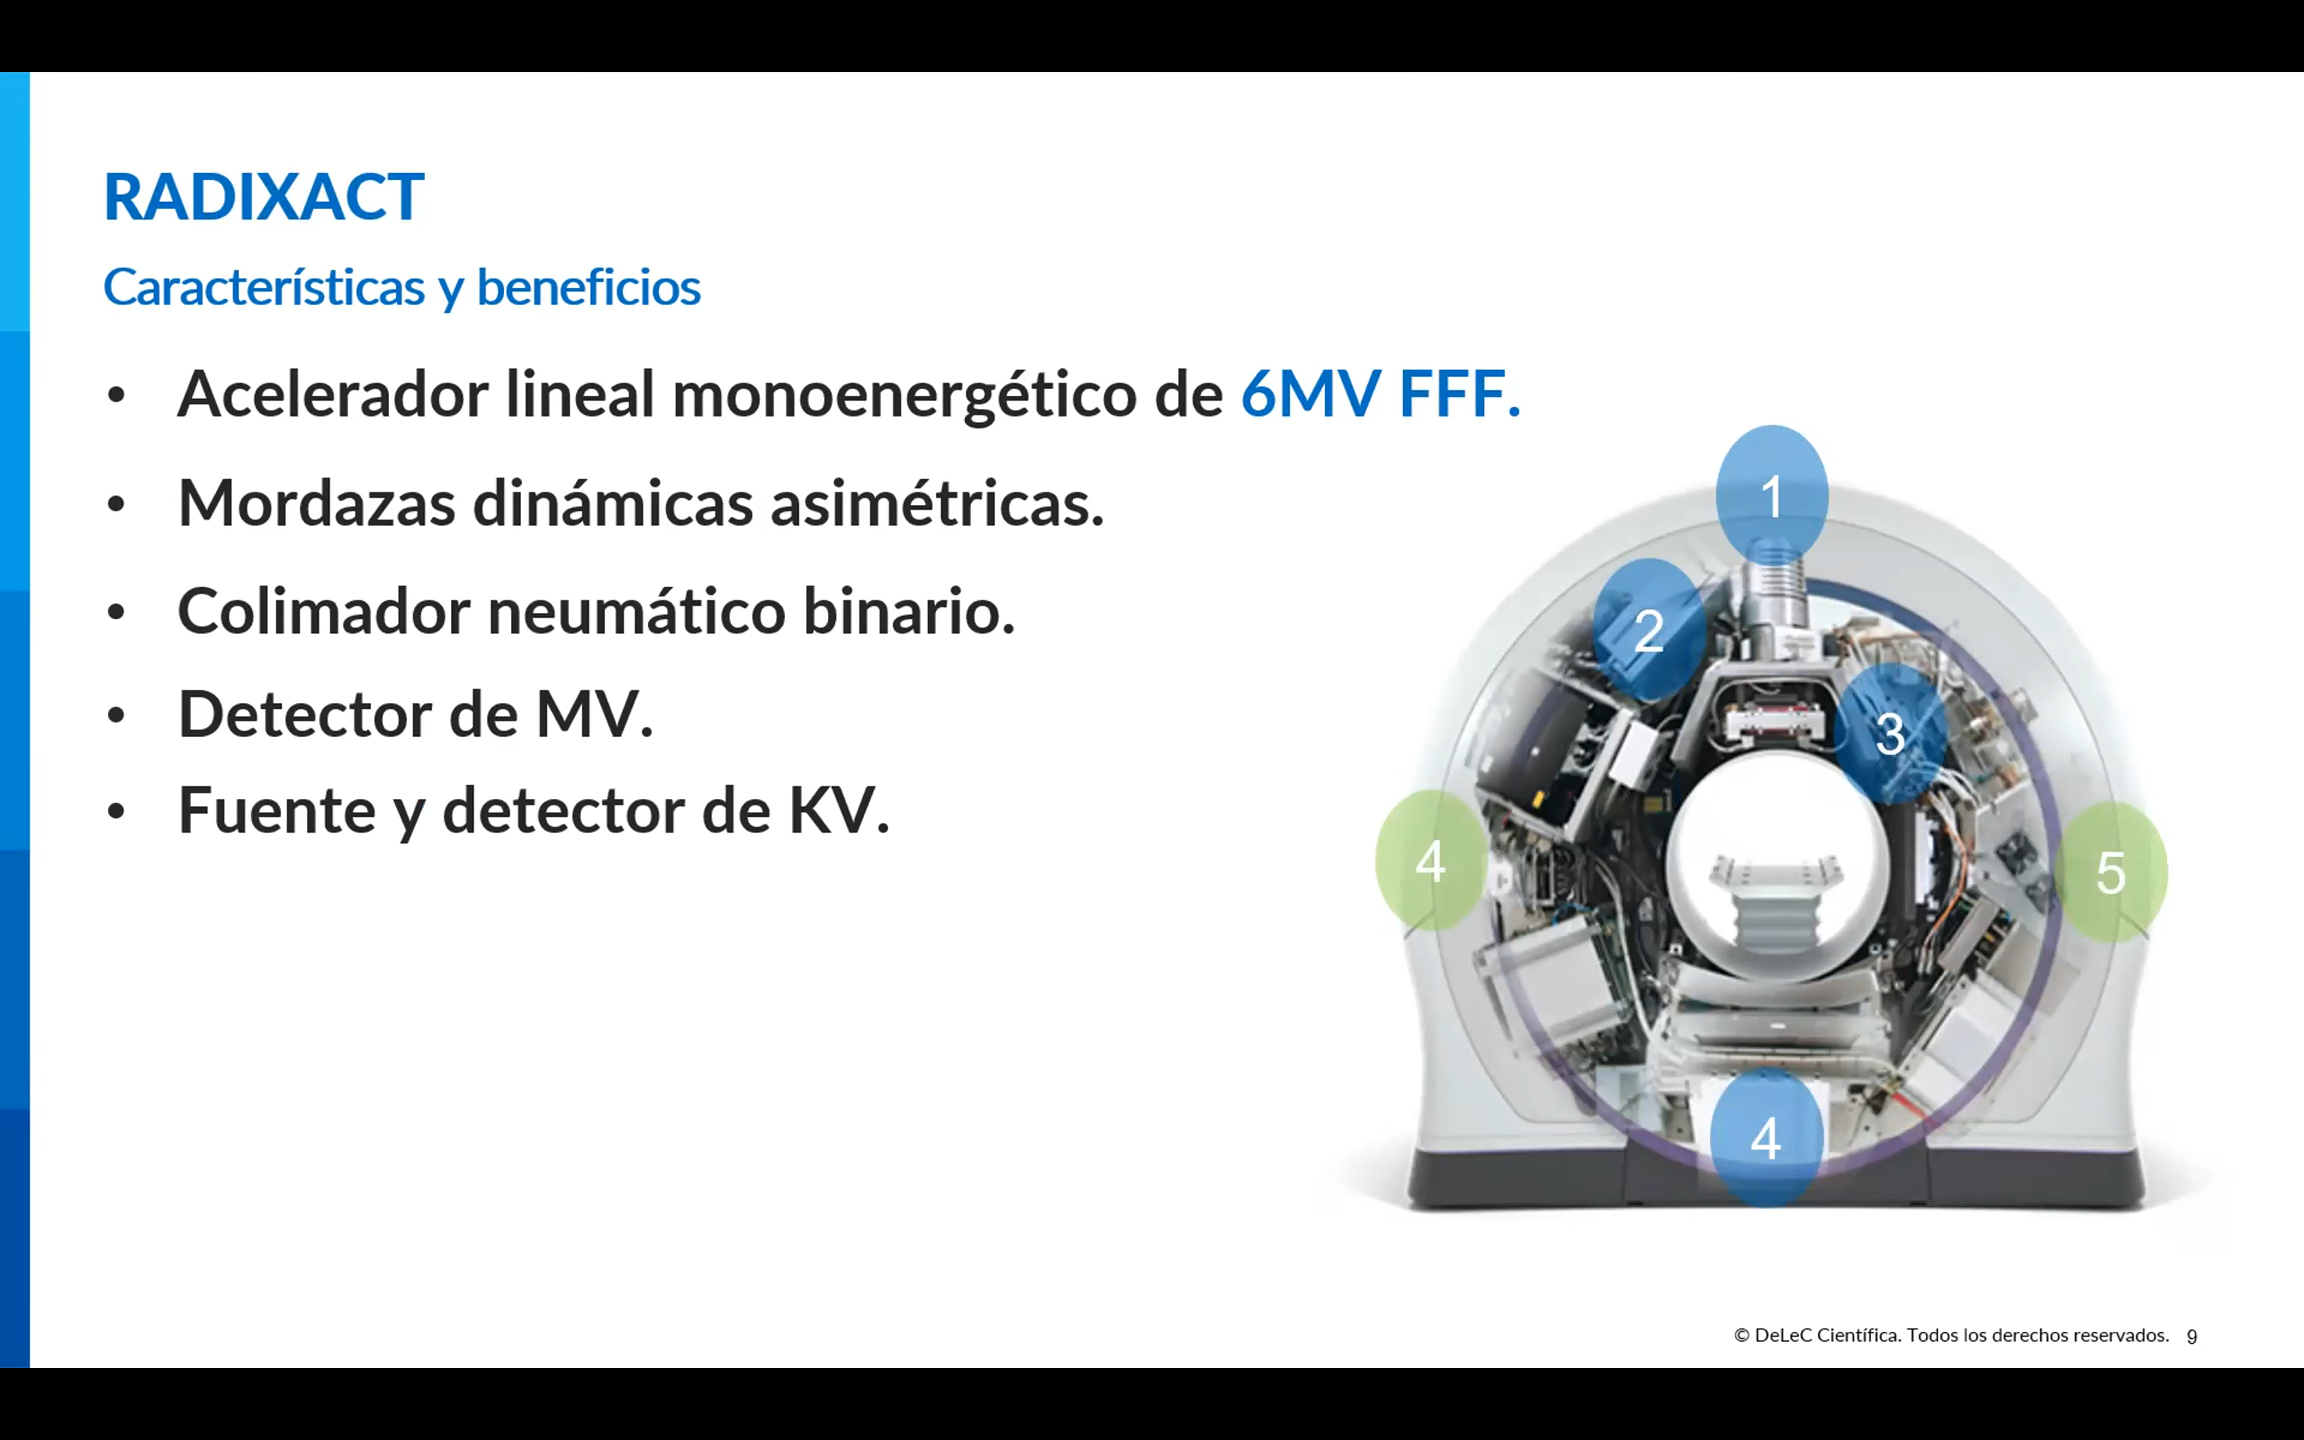 RADIXACT
Características y beneficios
• Acelerador lineal monoenergético de 6MV FFF.
• Mordazas dinámicas asimétricas.
• Colimador neumático binario.
• Detector de MV.
• Fuente y detector de KV.
1
2
3
4
5
4
© DeLeC Científica. Todos los derechos reservados. 9